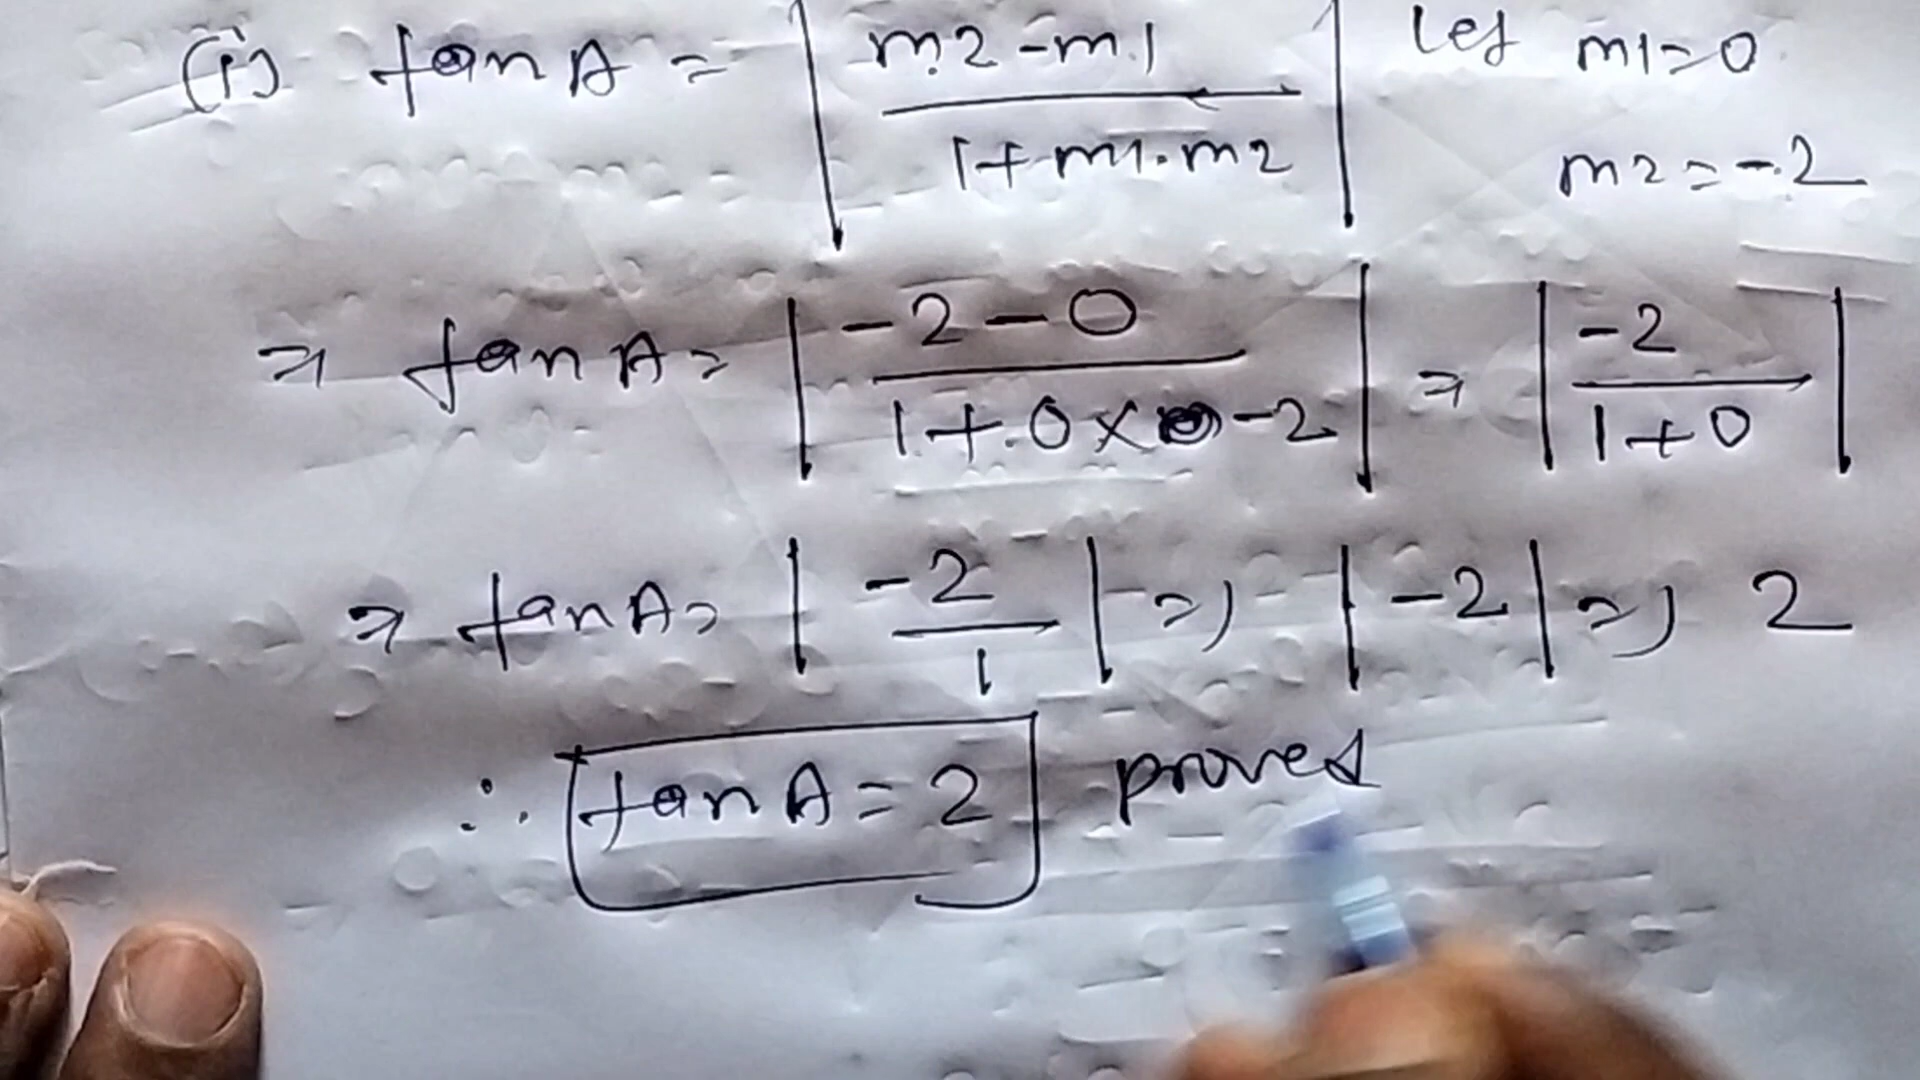 (i) tan A = | m2 - m1 / 1 + m1.m2 | Let m1 = 0
m2 = -2
⇒ tan A = | -2 - 0 / 1 + 0 × -2 | ⇒ | -2 / 1 + 0 |
⇒ tan A = | -2 / 1 | ⇒ | -2 | ⇒ 2
∴ tan A = 2 proved